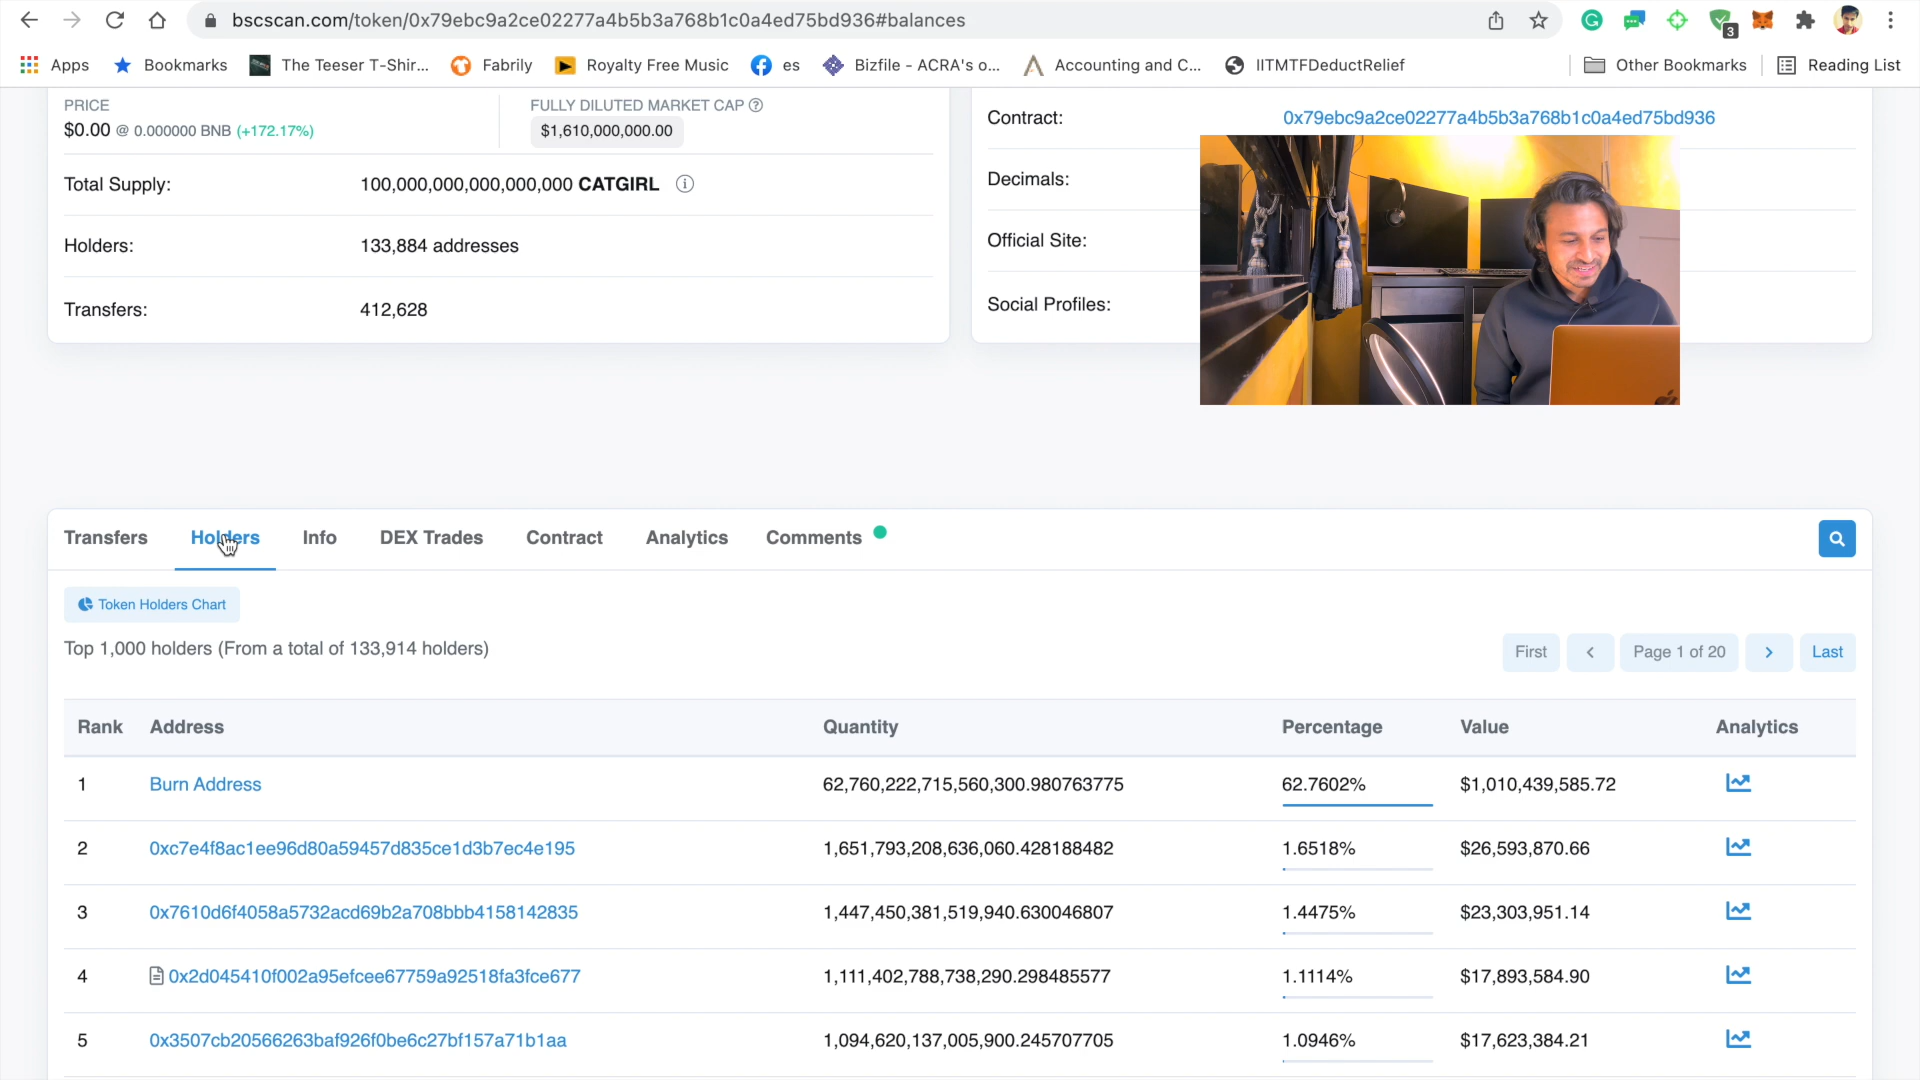 bscscan.com/token/0x79ebc9a2ce02277a4b5b3a768b1c0a4ed75bd936#balances
3
Apps Bookmarks The Teeser T-Shir... Fabrily Royalty Free Music es Bizfile - ACRA's o... Accounting and C... IITMTFDeductRelief Other Bookmarks Reading List
PRICE
$0.00 @ 0.000000 BNB (+172.17%)
FULLY DILUTED MARKET CAP
$1,610,000,000.00
Total Supply: 100,000,000,000,000,000 CATGIRL
Holders: 133,884 addresses
Transfers: 412,628
Contract: 0x79ebc9a2ce02277a4b5b3a768b1c0a4ed75bd936
Decimals:
Official Site:
Social Profiles:
Transfers Holders Info DEX Trades Contract Analytics Comments
Token Holders Chart
Top 1,000 holders (From a total of 133,914 holders)
First Page 1 of 20 Last
Rank Address Quantity Percentage Value Analytics
1 Burn Address 62,760,222,715,560,300.980763775 62.7602% $1,010,439,585.72
2 0xc7e4f8ac1ee96d80a59457d835ce1d3b7ec4e195 1,651,793,208,636,060.428188482 1.6518% $26,593,870.66
3 0x7610d6f4058a5732acd69b2a708bbb4158142835 1,447,450,381,519,940.630046807 1.4475% $23,303,951.14
4 0x2d045410f002a95efcee67759a92518fa3fce677 1,111,402,788,738,290.298485577 1.1114% $17,893,584.90
5 0x3507cb20566263baf926f0be6c27bf157a71b1aa 1,094,620,137,005,900.245707705 1.0946% $17,623,384.21